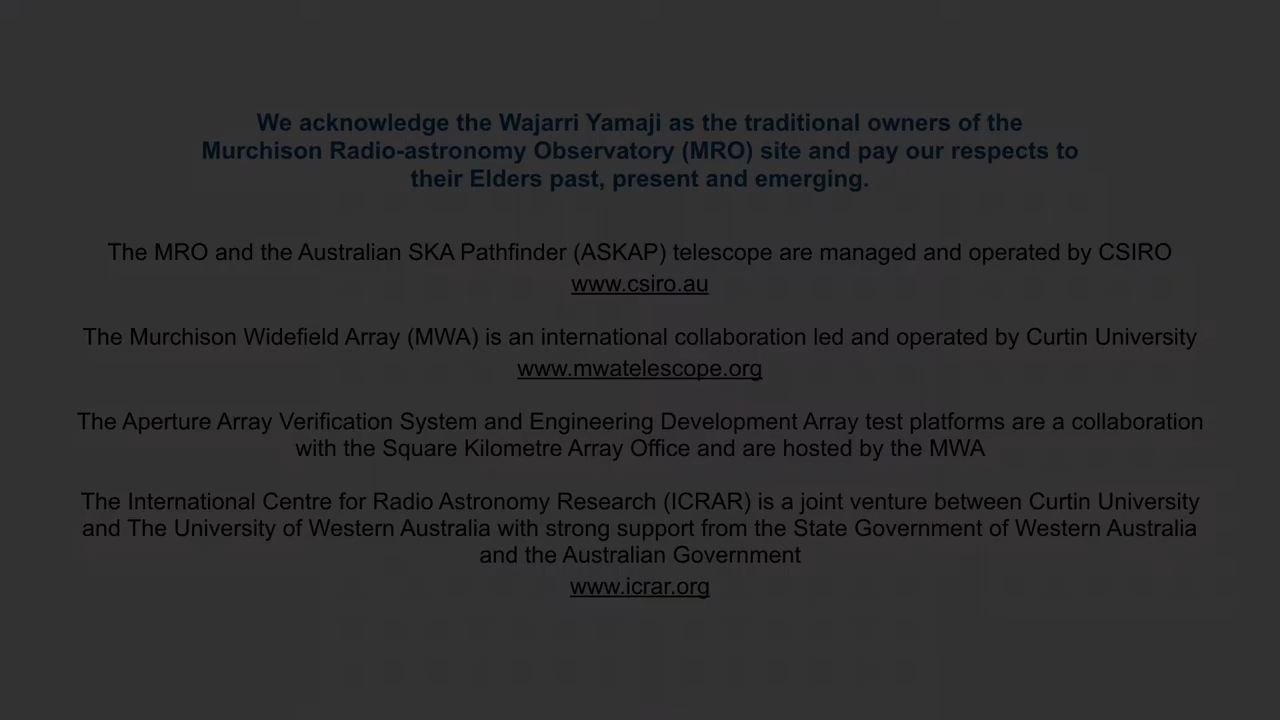 We acknowledge the Wajarri Yamaji as the traditional owners of the
Murchison Radio-astronomy Observatory (MRO) site and pay our respects to
their Elders past, present and emerging.
The MRO and the Australian SKA Pathfinder (ASKAP) telescope are managed and operated by CSIRO
www.csiro.au
The Murchison Widefield Array (MWA) is an international collaboration led and operated by Curtin University
www.mwatelescope.org
The Aperture Array Verification System and Engineering Development Array test platforms are a collaboration
with the Square Kilometre Array Office and are hosted by the MWA
The International Centre for Radio Astronomy Research (ICRAR) is a joint venture between Curtin University
and The University of Western Australia with strong support from the State Government of Western Australia
and the Australian Government
www.icrar.org